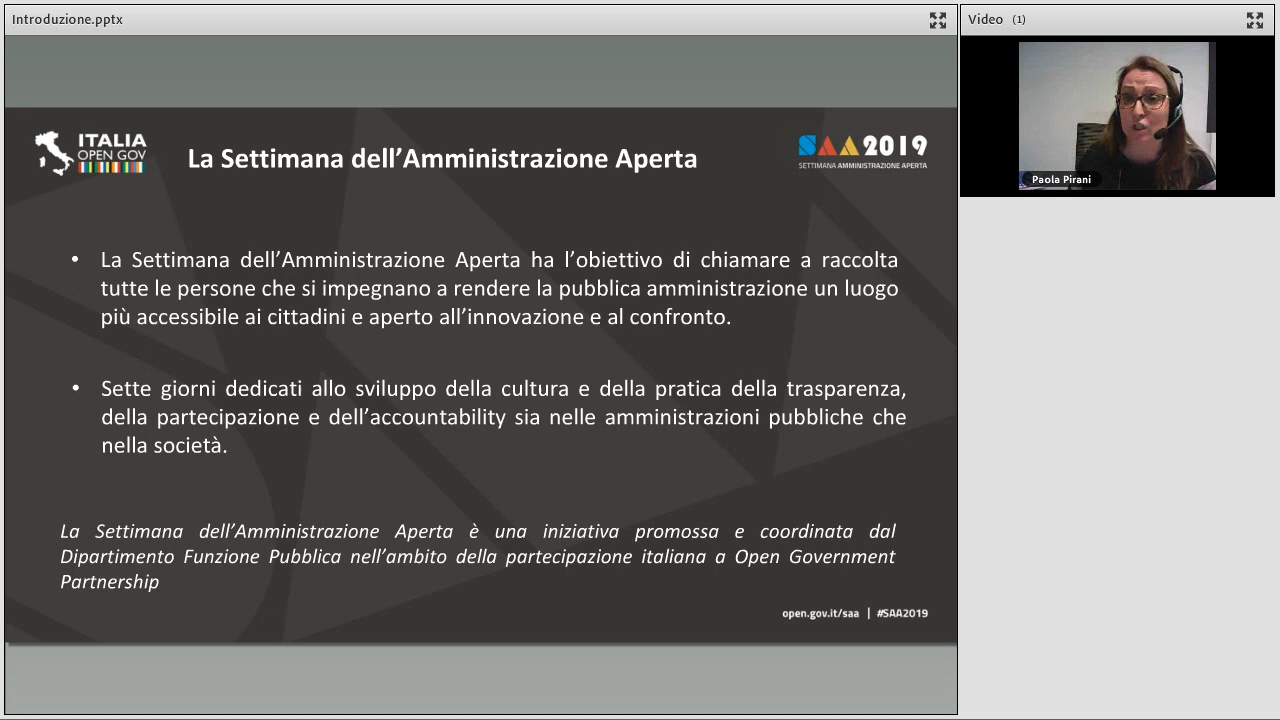 Introduzione.pptx
Video (1)
Paola Pirani
ITALIA
OPEN GOV
La Settimana dell’Amministrazione Aperta
SAA2019
SETTIMANA AMMINISTRAZIONE APERTA
• La Settimana dell’Amministrazione Aperta ha l’obiettivo di chiamare a raccolta
tutte le persone che si impegnano a rendere la pubblica amministrazione un luogo
più accessibile ai cittadini e aperto all’innovazione e al confronto.
• Sette giorni dedicati allo sviluppo della cultura e della pratica della trasparenza,
della partecipazione e dell’accountability sia nelle amministrazioni pubbliche che
nella società.
La Settimana dell’Amministrazione Aperta è una iniziativa promossa e coordinata dal
Dipartimento Funzione Pubblica nell’ambito della partecipazione italiana a Open Government
Partnership
open.gov.it/saa | #SAA2019